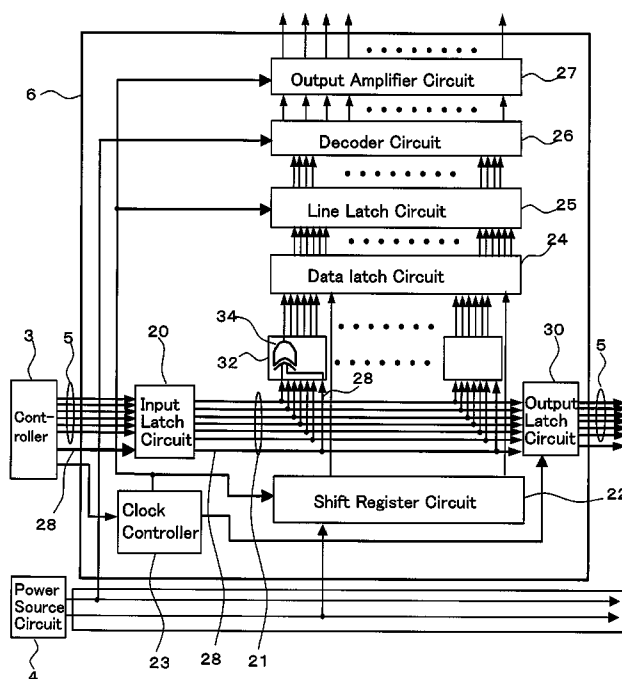 Output Amplifier Circuit
27
6
Decoder Circuit
26
Line Latch Circuit
25
24
Data latch Circuit
34
32
3
5
20
28
30
5
Cont-
roller
Input
Latch
Circuit
Output
Latch
Circuit
28
Shift Register Circuit
22
Clock
Controller
Power
Source
Circuit
4
23
28
21